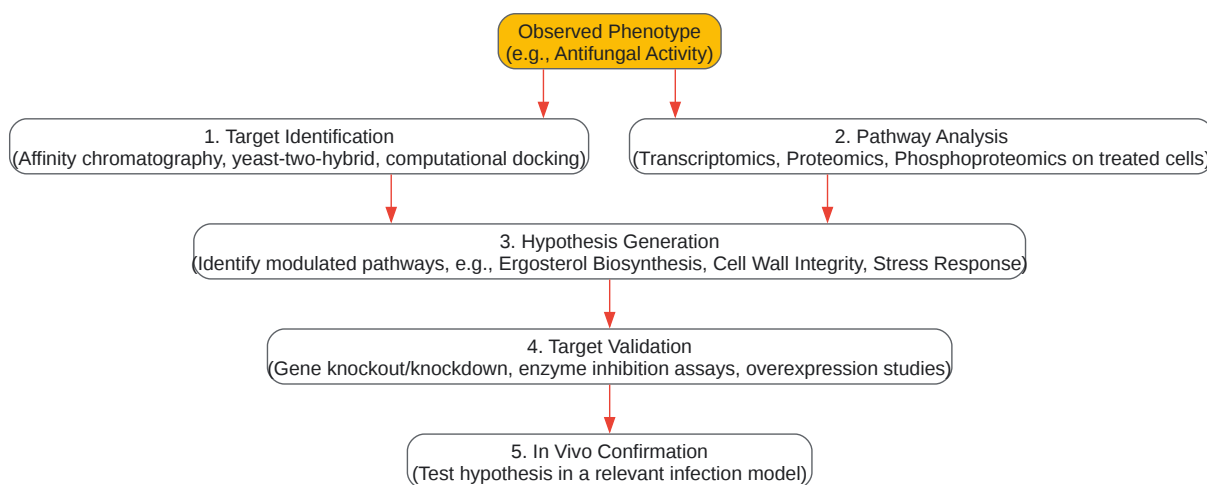 Observed Phenotype
(e.g., Antifungal Activity)
1. Target Identification
(Affinity chromatography, yeast-two-hybrid, computational docking)
2. Pathway Analysis
(Transcriptomics, Proteomics, Phosphoproteomics on treated cells)
3. Hypothesis Generation
(Identify modulated pathways, e.g., Ergosterol Biosynthesis, Cell Wall Integrity, Stress Response)
4. Target Validation
(Gene knockout/knockdown, enzyme inhibition assays, overexpression studies)
5. In Vivo Confirmation
(Test hypothesis in a relevant infection model)